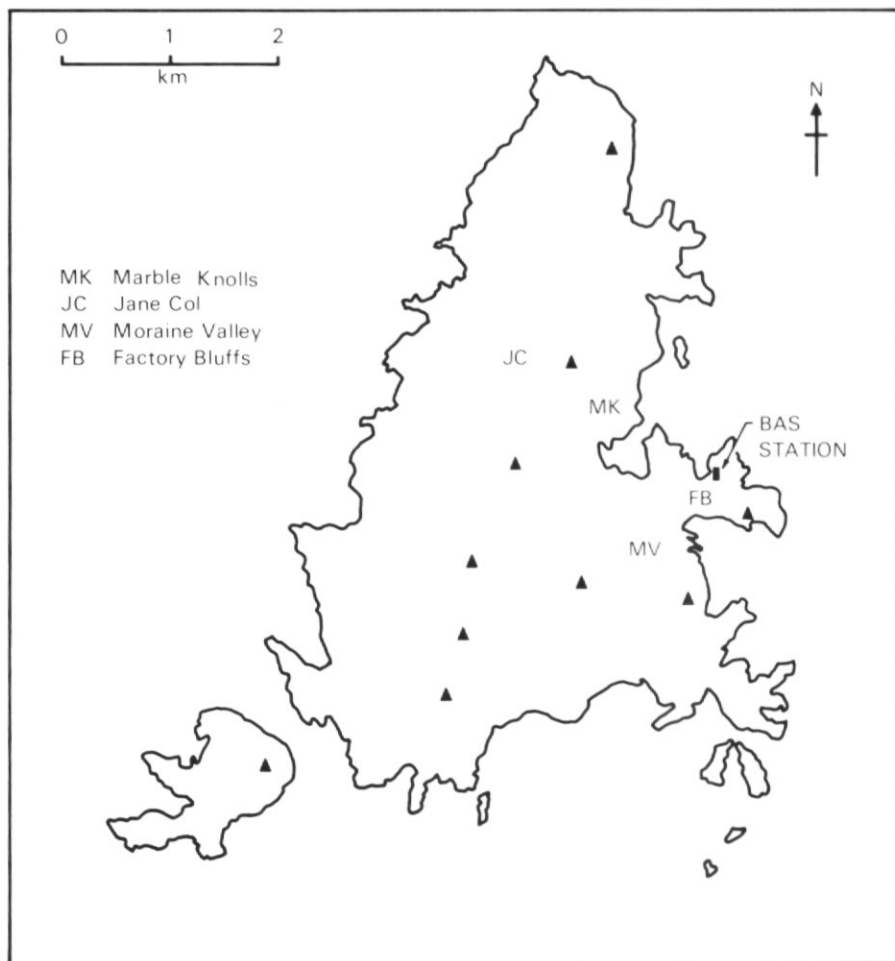 0 1 2
km
N
MK Marble Knolls
JC Jane Col
MV Moraine Valley
FB Factory Bluffs
JC
MK
BAS
STATION
FB
MV